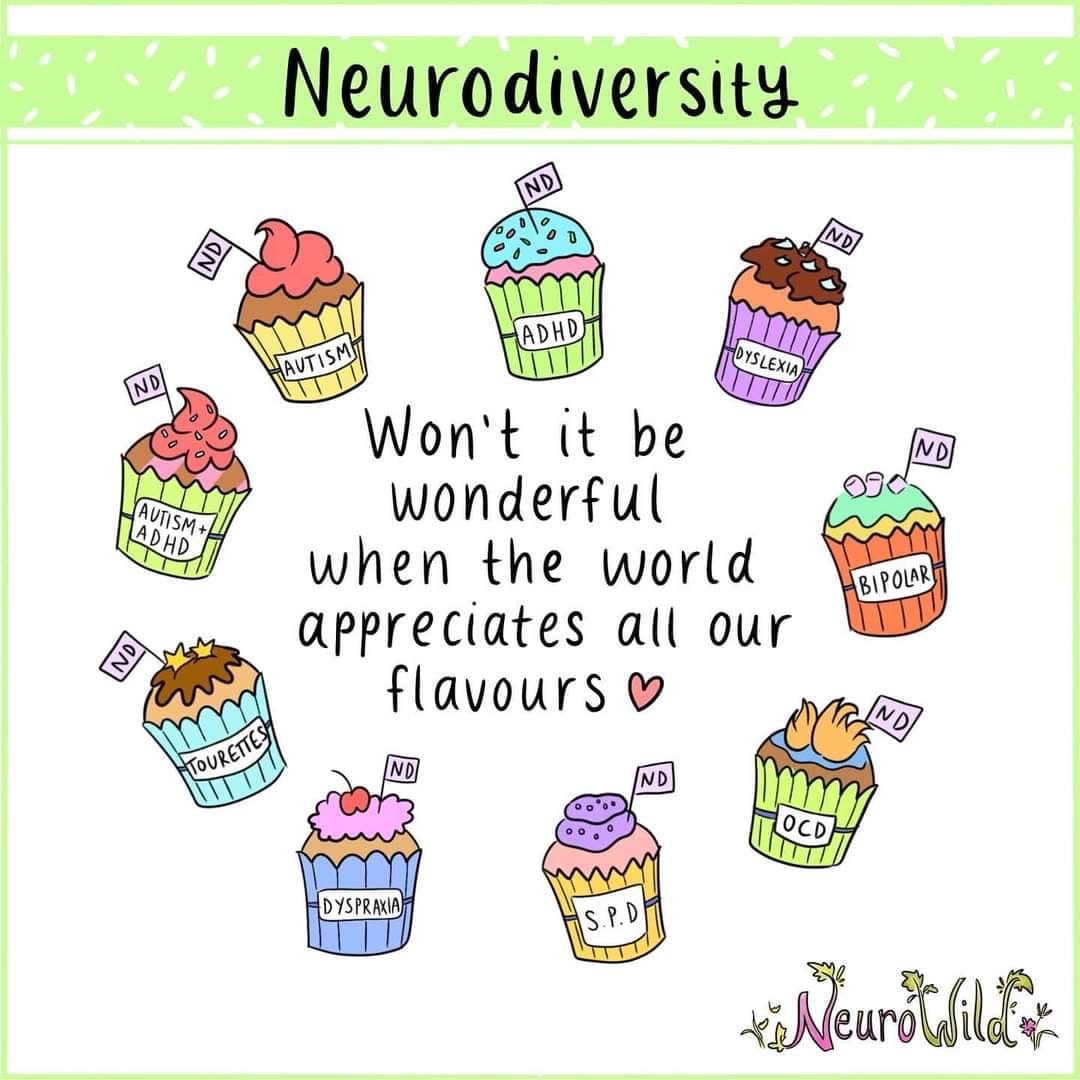 Neurodiversity
ND
ADHD
ND
AUTISM
ND
DYSLEXIA
ND
AUTISM+
ADHD
ND
BIPOLAR
ND
TOURETTES
ND
OCD
ND
DYSPRAXIA
ND
S.P.D
Won't it be
wonderful
when the world
appreciates all our
flavours
NeuroWild